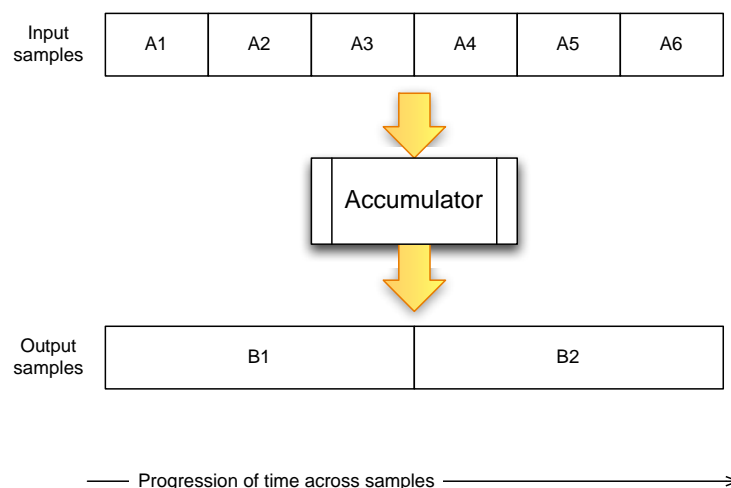 Input
samples
A1 A2 A3 A4 A5 A6
Accumulator
Output
samples
B1 B2
Progression of time across samples